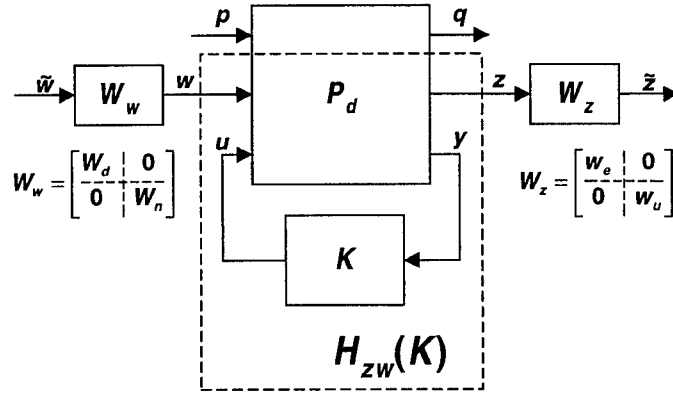 p
q
w̃
W_w
w
P_d
z
W_z
z̃
u
y
W_w = [ W_d | 0
0 | W_n ]
W_z = [ w_e | 0
0 | w_u ]
K
H_zw(K)